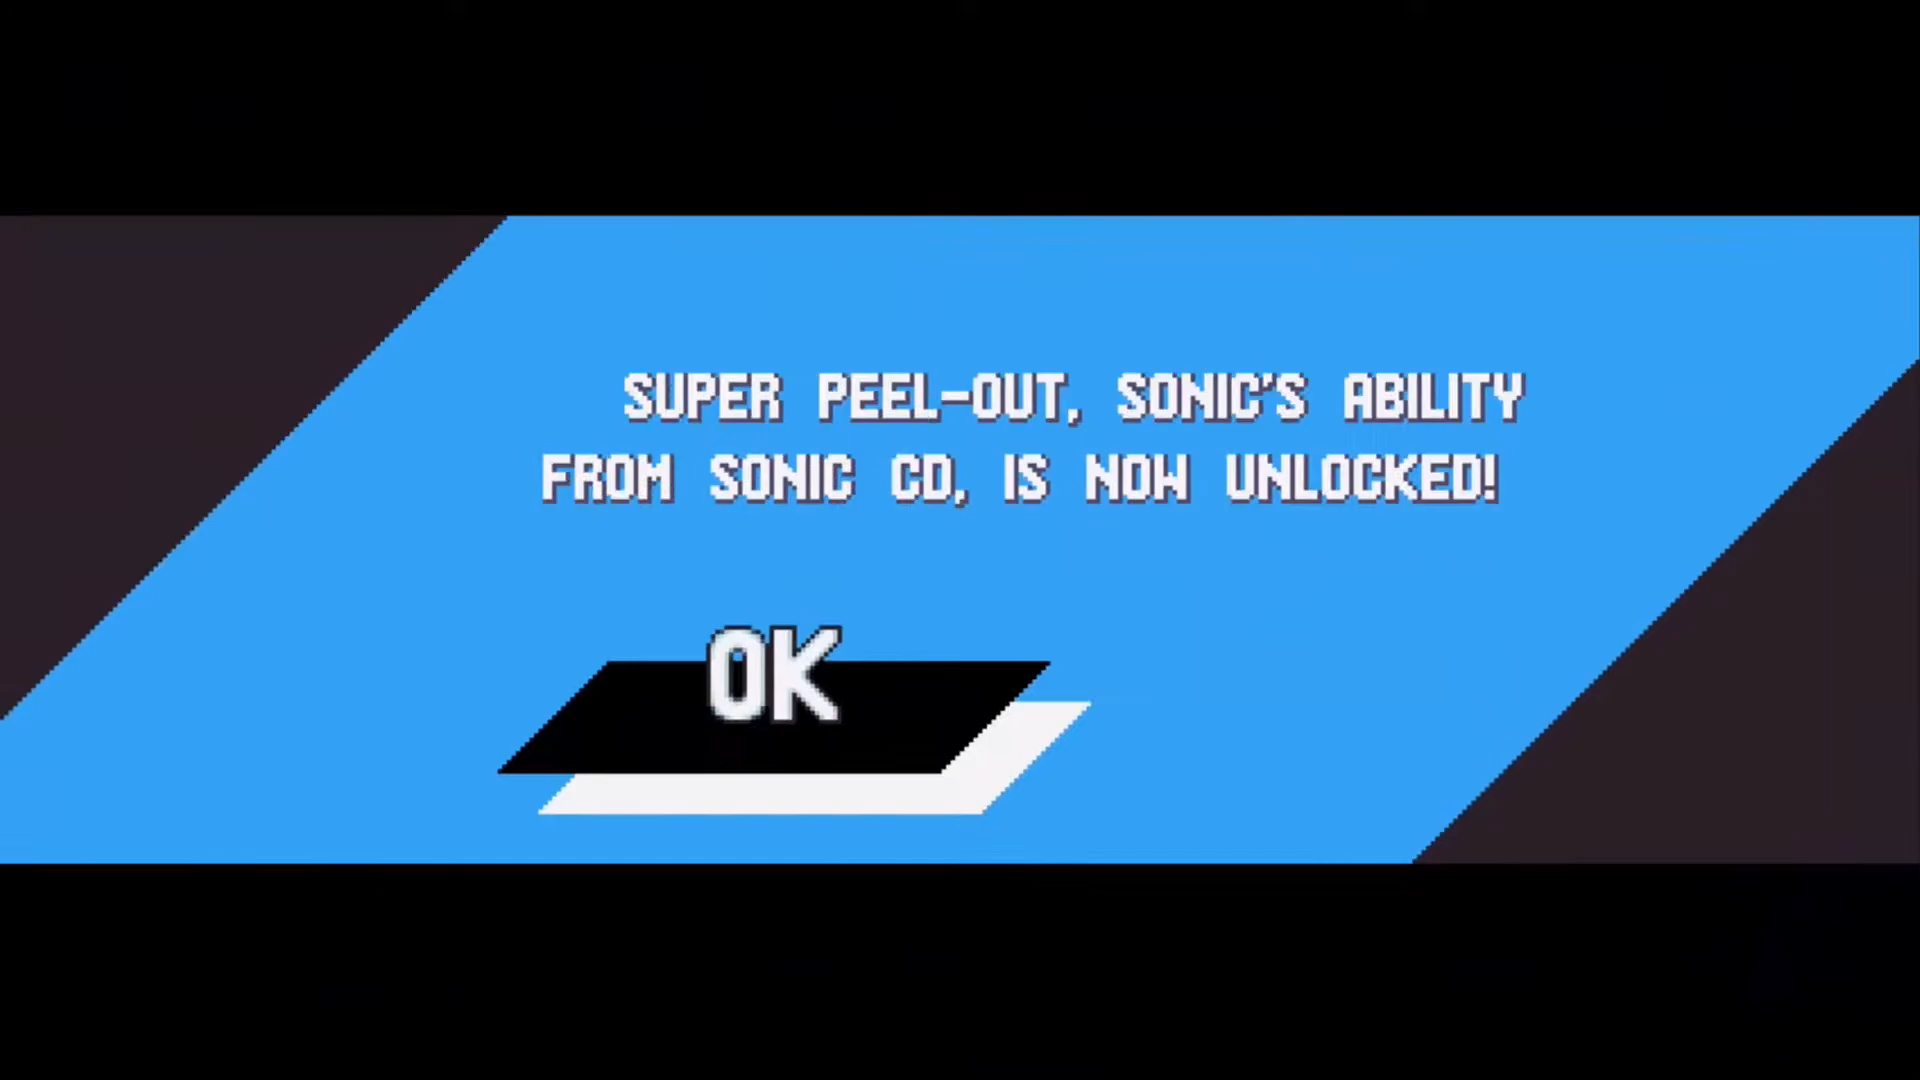 SUPER PEEL-OUT, SONIC'S ABILITY
FROM SONIC CD, IS NOW UNLOCKED!
OK